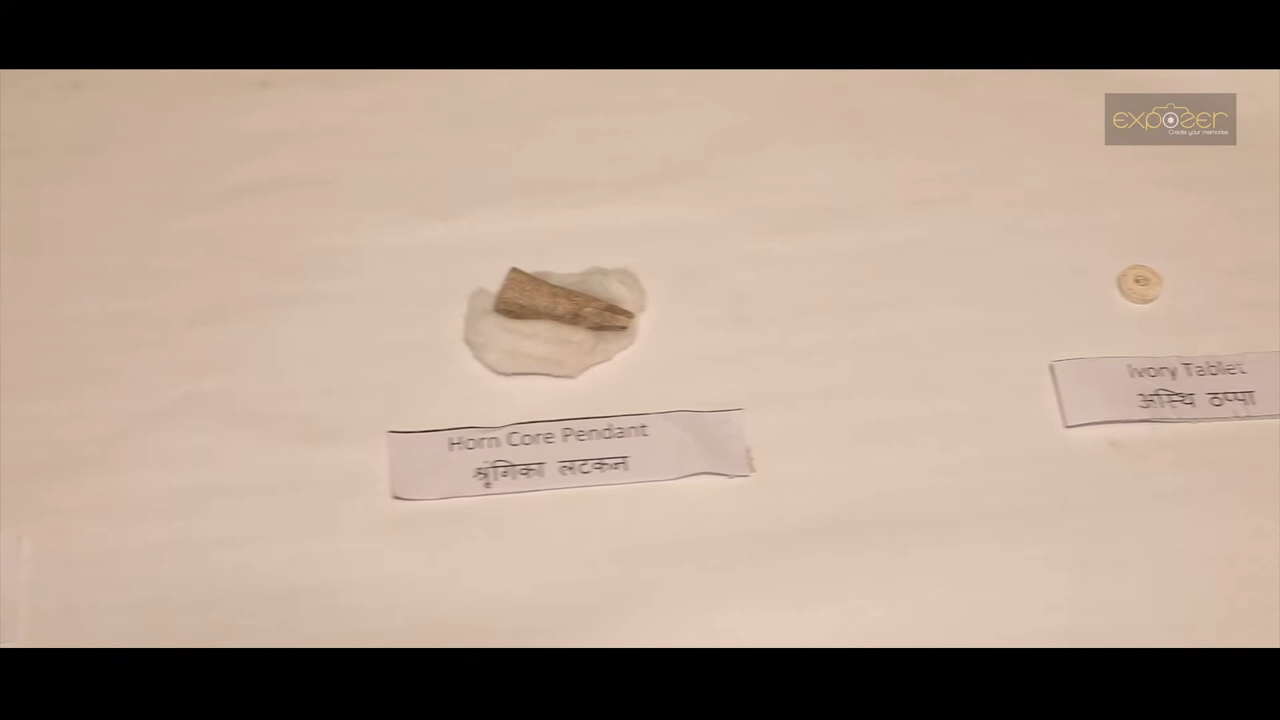 exposer
Create your memories
Horn Core Pendant
श्रृंगिका लटकन
Ivory Tablet
अस्थि ठप्पा